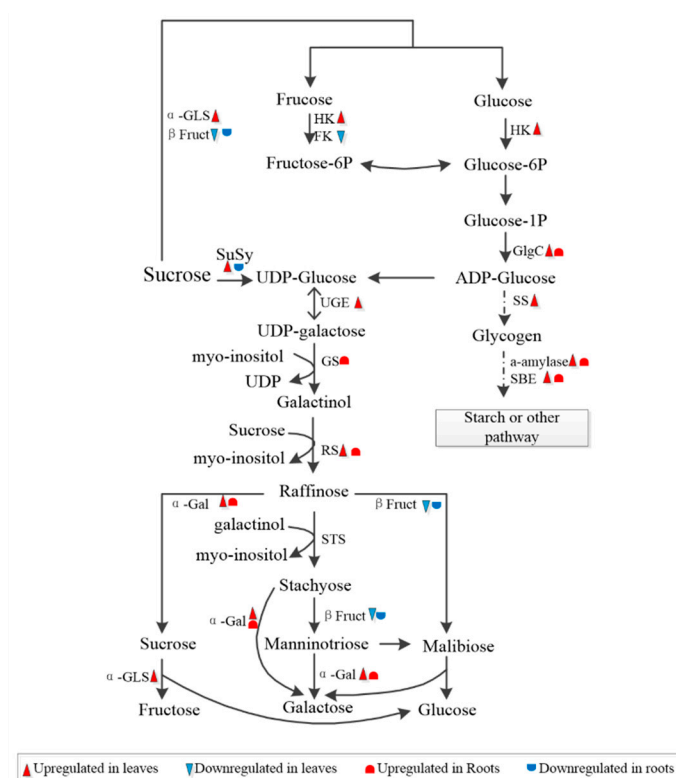 Frucose
Glucose
α -GLS
β Fruct
HK
FK
HK
Fructose-6P
Glucose-6P
Glucose-1P
GlgC
SuSy
Sucrose
UDP-Glucose
ADP-Glucose
UGE
SS
UDP-galactose
Glycogen
myo-inositol
GS
a-amylase
UDP
SBE
Galactinol
Starch or other
pathway
Sucrose
RS
myo-inositol
Raffinose
α -Gal
β Fruct
galactinol
STS
myo-inositol
Stachyose
α -Gal
β Fruct
Sucrose
Manninotriose
Malibiose
α -GLS
α -Gal
Fructose
Galactose
Glucose
Upregulated in leaves
Downregulated in leaves
Upregulated in Roots
Downregulated in roots